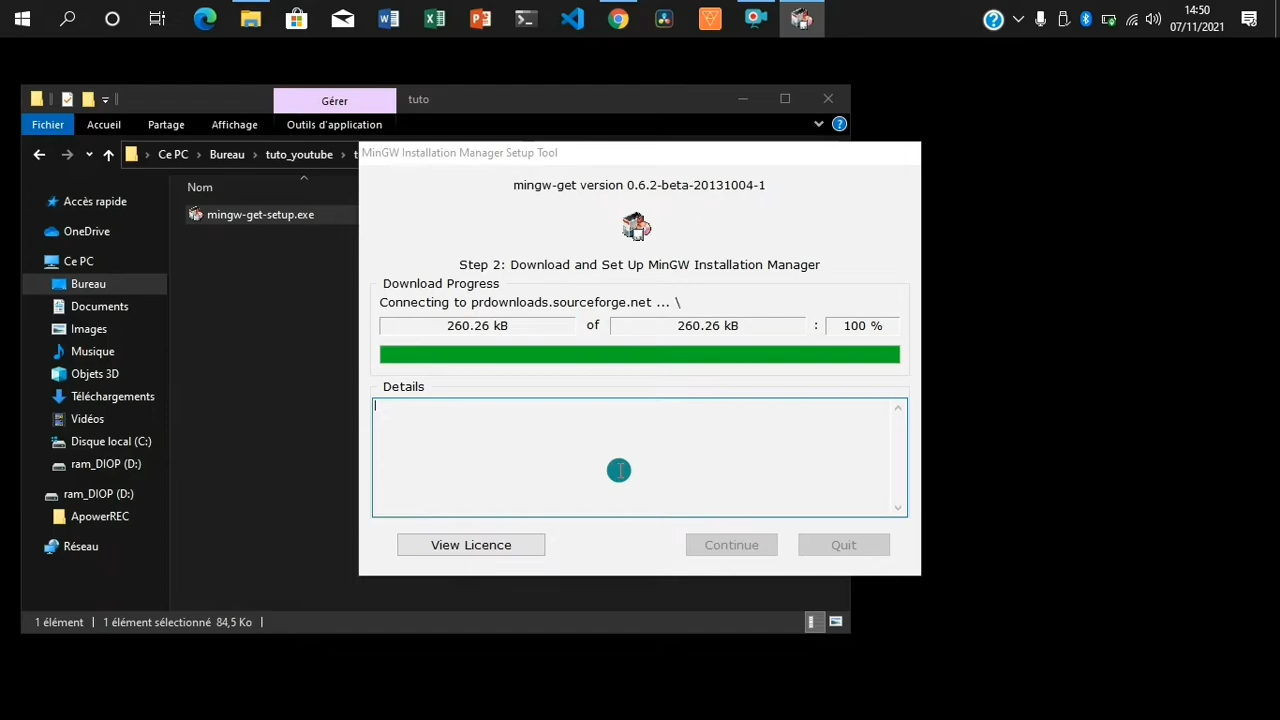 14:50
07/11/2021
Gérer
tuto
Fichier
Accueil
Partage
Affichage
Outils d'application
Ce PC
Bureau
tuto_youtube
Nom
mingw-get-setup.exe
Accès rapide
OneDrive
Ce PC
Bureau
Documents
Images
Musique
Objets 3D
Téléchargements
Vidéos
Disque local (C:)
ram_DIOP (D:)
ram_DIOP (D:)
ApowerREC
Réseau
1 élément
1 élément sélectionné 84,5 Ko
MinGW Installation Manager Setup Tool
mingw-get version 0.6.2-beta-20131004-1
Step 2: Download and Set Up MinGW Installation Manager
Download Progress
Connecting to prdownloads.sourceforge.net ... \
260.26 kB of 260.26 kB : 100 %
Details
View Licence
Continue
Quit